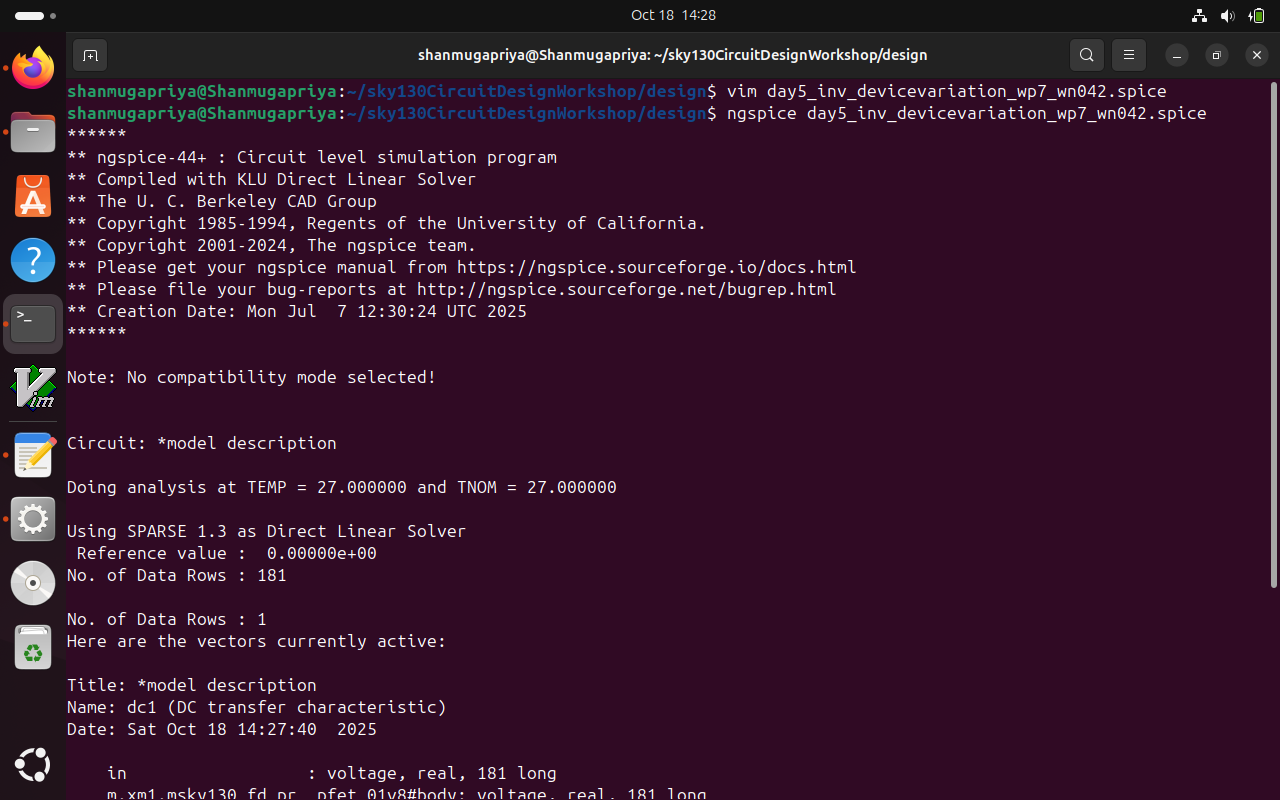 Oct 18 14:28
shanmugapriya@Shanmugapriya: ~/sky130CircuitDesignWorkshop/design
shanmugapriya@Shanmugapriya:~/sky130CircuitDesignWorkshop/design$ vim day5_inv_devicevariation_wp7_wn042.spice
shanmugapriya@Shanmugapriya:~/sky130CircuitDesignWorkshop/design$ ngspice day5_inv_devicevariation_wp7_wn042.spice
******
** ngspice-44+ : Circuit level simulation program
** Compiled with KLU Direct Linear Solver
** The U. C. Berkeley CAD Group
** Copyright 1985-1994, Regents of the University of California.
** Copyright 2001-2024, The ngspice team.
** Please get your ngspice manual from https://ngspice.sourceforge.io/docs.html
** Please file your bug-reports at http://ngspice.sourceforge.net/bugrep.html
** Creation Date: Mon Jul  7 12:30:24 UTC 2025
******
Note: No compatibility mode selected!
Circuit: *model description
Doing analysis at TEMP = 27.000000 and TNOM = 27.000000
Using SPARSE 1.3 as Direct Linear Solver
Reference value :  0.00000e+00
No. of Data Rows : 181
No. of Data Rows : 1
Here are the vectors currently active:
Title: *model description
Name: dc1 (DC transfer characteristic)
Date: Sat Oct 18 14:27:40  2025
in                  : voltage, real, 181 long
m.xm1.msky130_fd_pr__pfet_01v8#body: voltage, real, 181 long